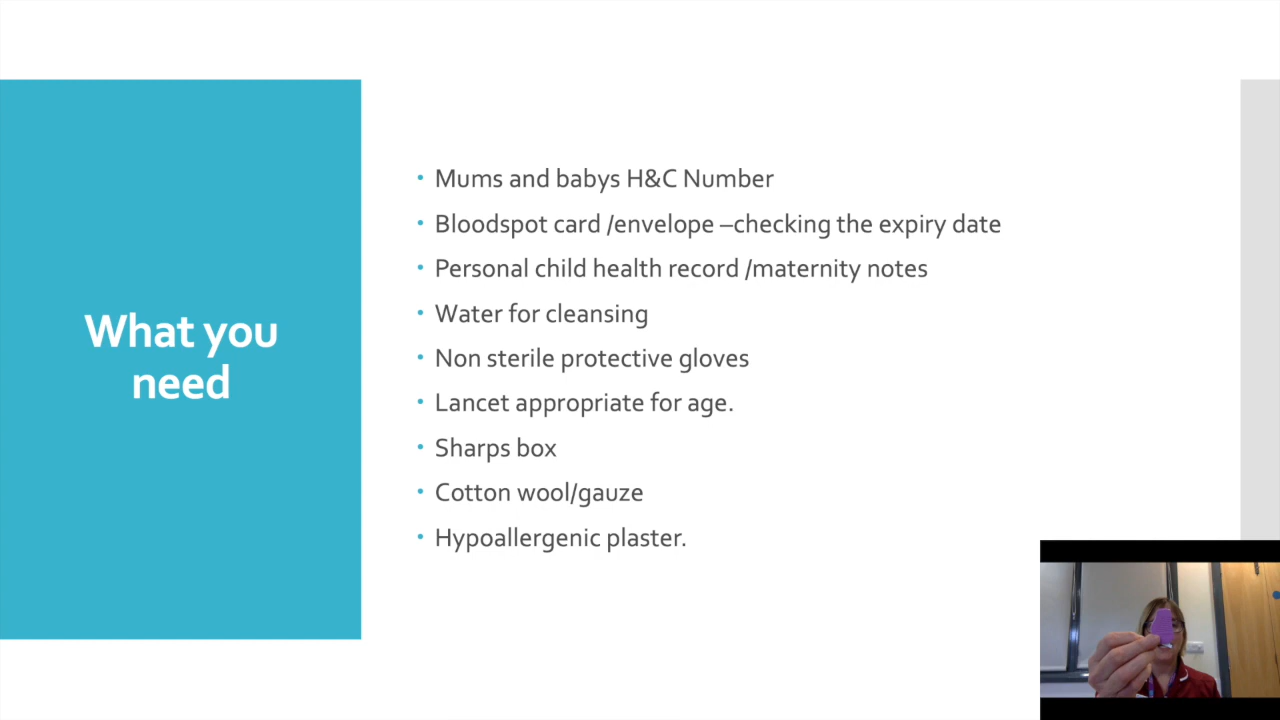 What you
need
Mums and babys H&C Number
Bloodspot card /envelope –checking the expiry date
Personal child health record /maternity notes
Water for cleansing
Non sterile protective gloves
Lancet appropriate for age.
Sharps box
Cotton wool/gauze
Hypoallergenic plaster.